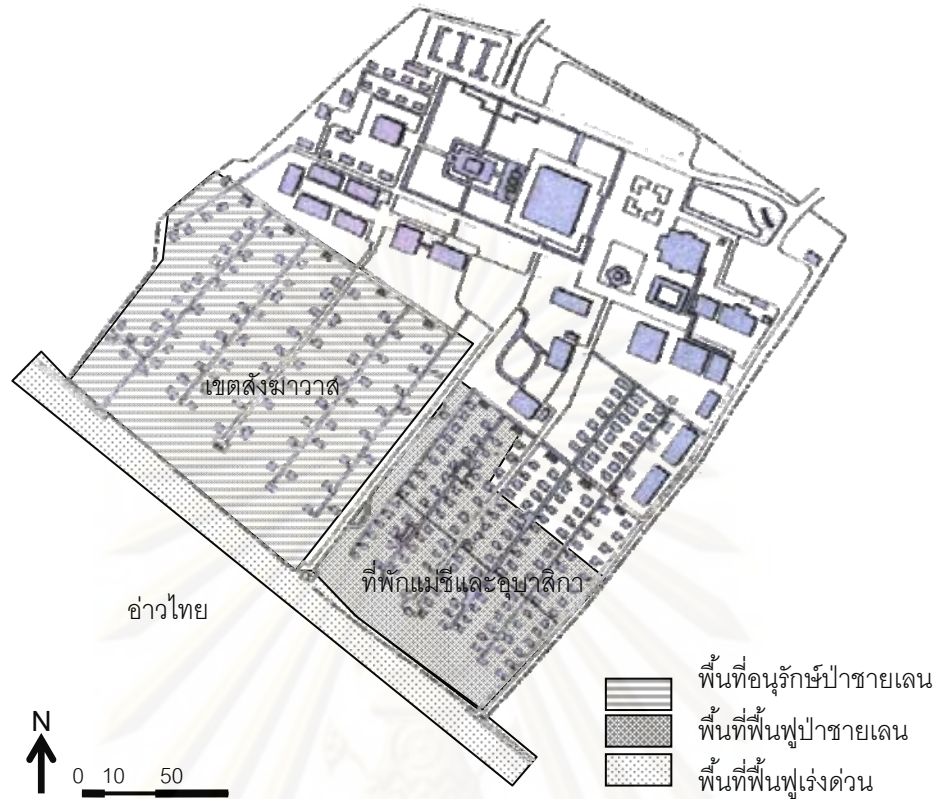 เขตสังฆาวาส
ที่พักแม่ชีและอุบาสิกา
อ่าวไทย
พื้นที่อนุรักษ์ป่าชายเลน
พื้นที่ฟื้นฟูป่าชายเลน
พื้นที่ฟื้นฟูเร่งด่วน
N
0 10 50